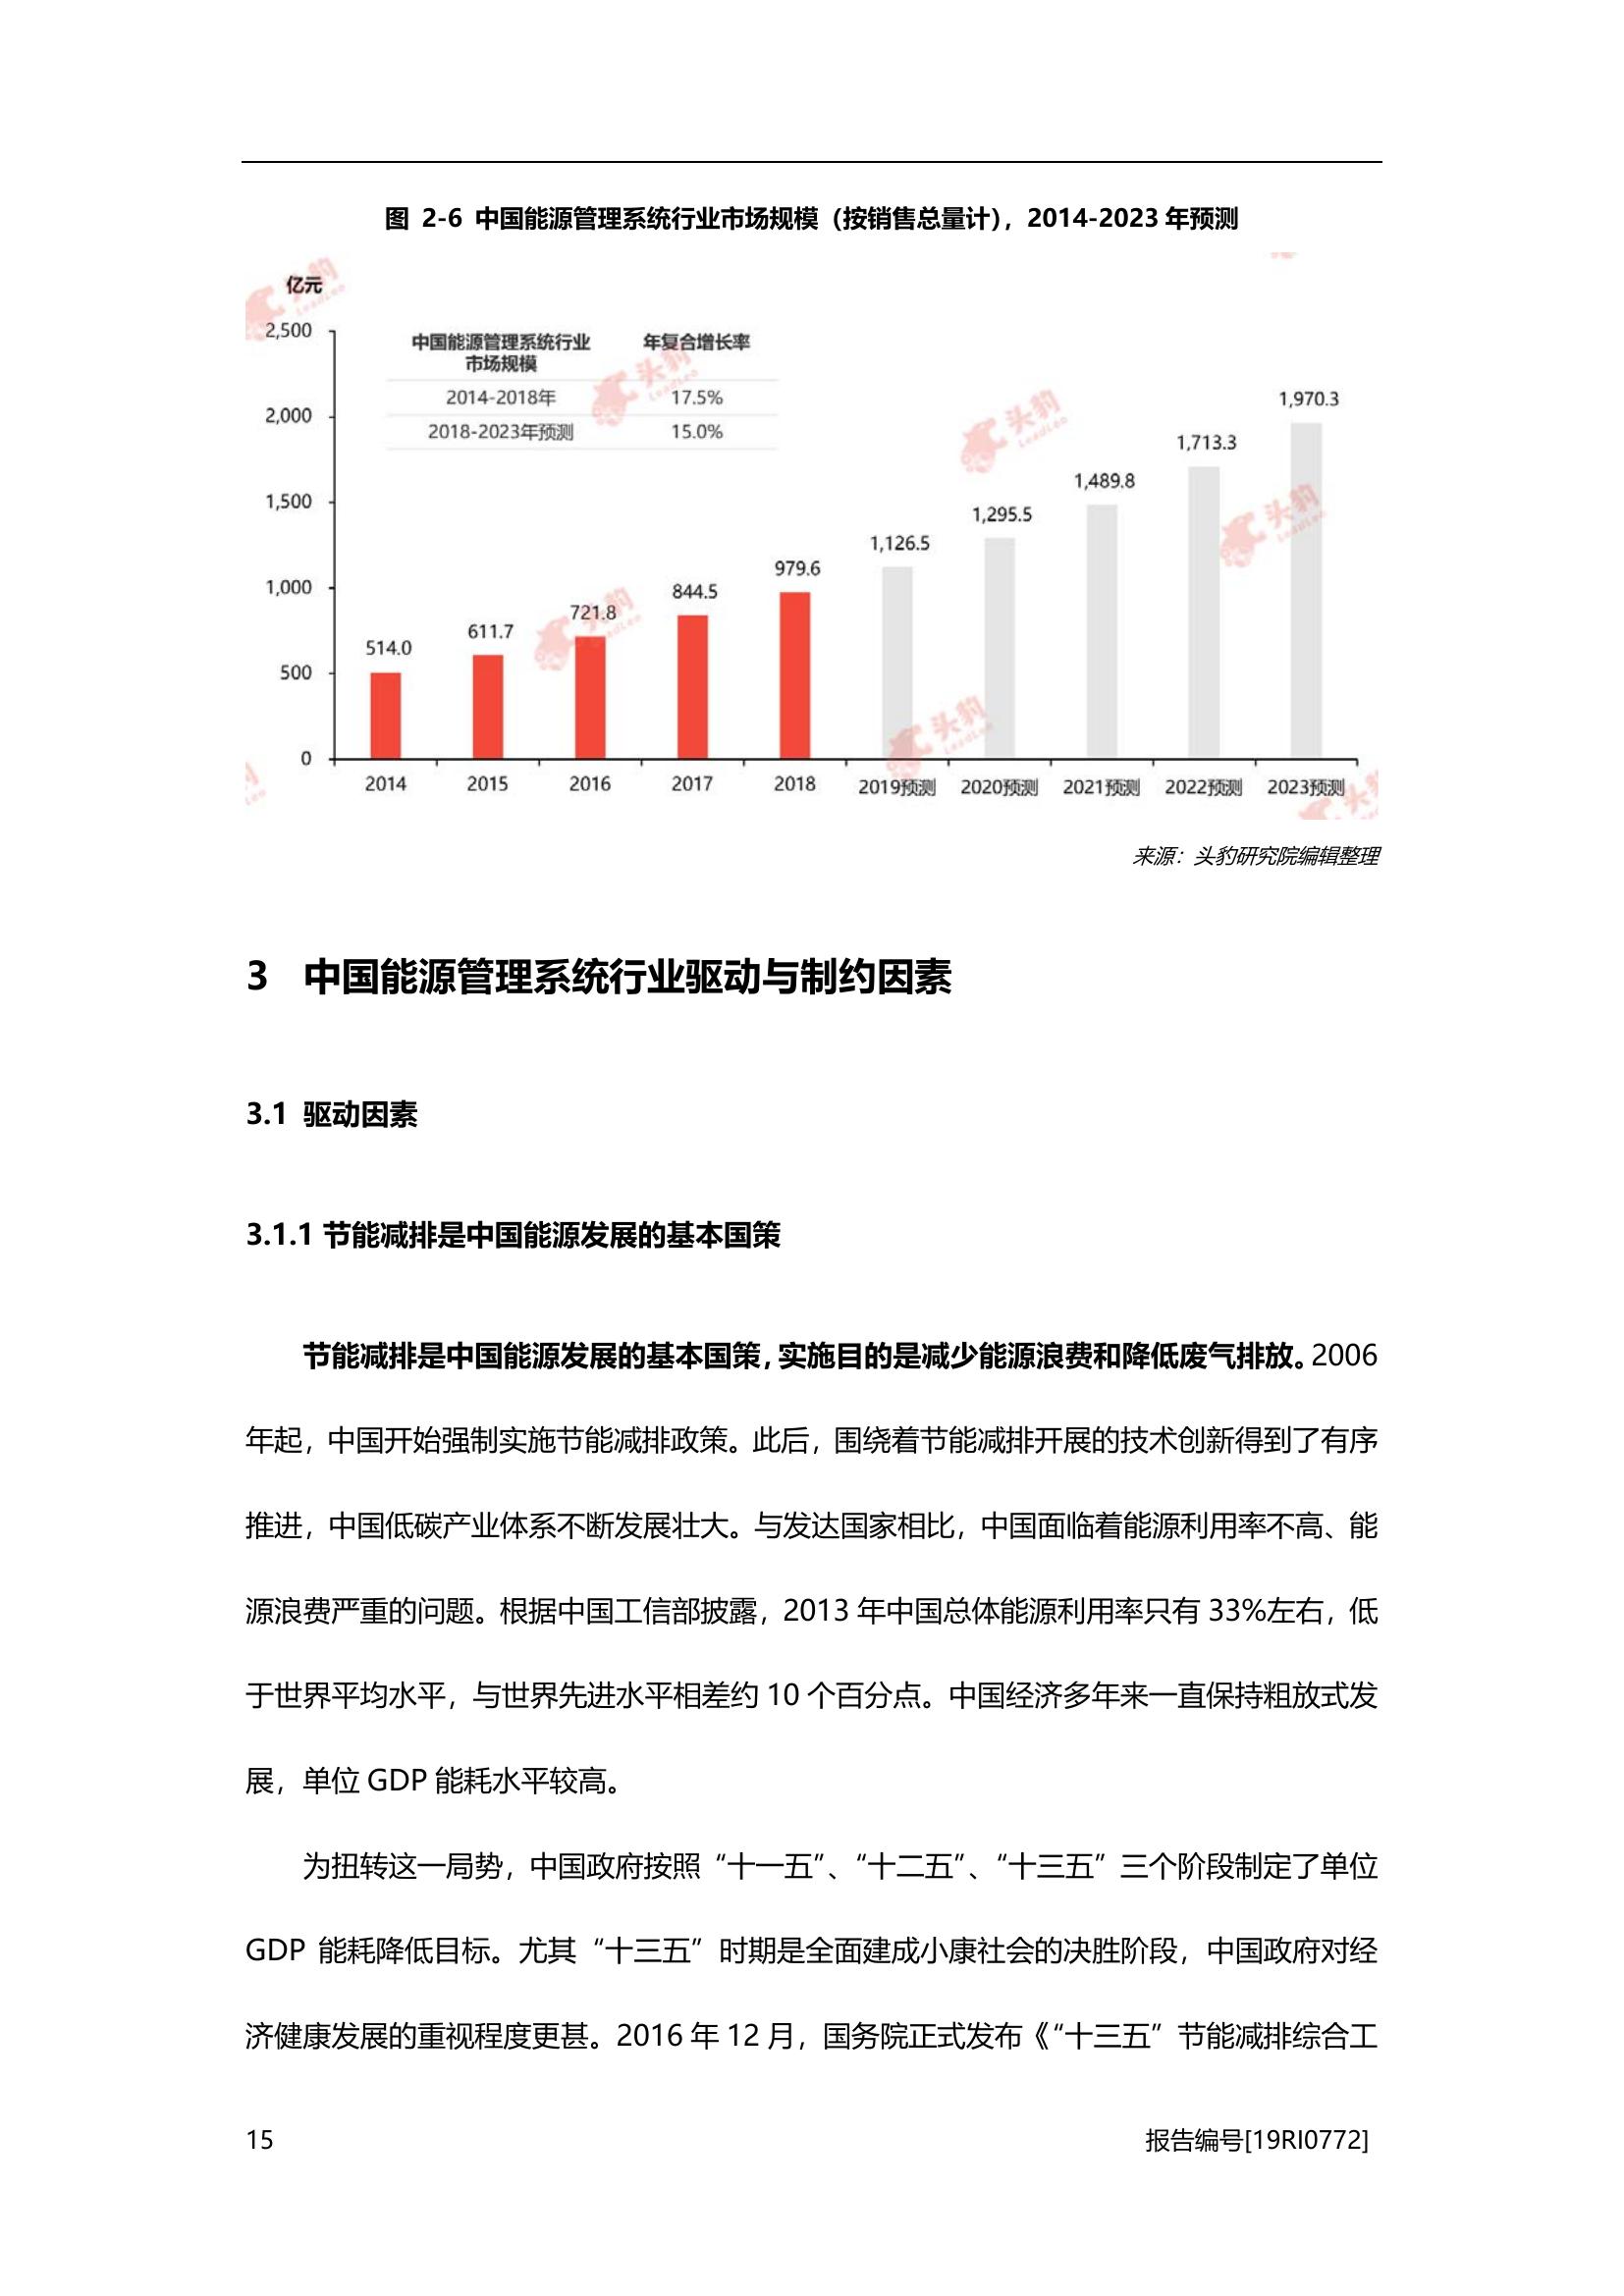 图 2-6 中国能源管理系统行业市场规模（按销售总量计），2014-2023 年预测
亿元
2,500
2,000
1,500
1,000
500
0
中国能源管理系统行业
市场规模
年复合增长率
2014-2018年 17.5%
2018-2023年预测 15.0%
514.0
611.7
721.8
844.5
979.6
1,126.5
1,295.5
1,489.8
1,713.3
1,970.3
2014 2015 2016 2017 2018 2019预测 2020预测 2021预测 2022预测 2023预测
头豹
LeadLeo
头豹
LeadLeo
头豹
LeadLeo
头豹
LeadLeo
头豹
LeadLeo
头豹
LeadLeo
来源：头豹研究院编辑整理
3 中国能源管理系统行业驱动与制约因素
3.1 驱动因素
3.1.1 节能减排是中国能源发展的基本国策
节能减排是中国能源发展的基本国策，实施目的是减少能源浪费和降低废气排放。2006
年起，中国开始强制实施节能减排政策。此后，围绕着节能减排开展的技术创新得到了有序
推进，中国低碳产业体系不断发展壮大。与发达国家相比，中国面临着能源利用率不高、能
源浪费严重的问题。根据中国工信部披露，2013 年中国总体能源利用率只有 33%左右，低
于世界平均水平，与世界先进水平相差约 10 个百分点。中国经济多年来一直保持粗放式发
展，单位 GDP 能耗水平较高。
为扭转这一局势，中国政府按照“十一五”、“十二五”、“十三五”三个阶段制定了单位
GDP 能耗降低目标。尤其“十三五”时期是全面建成小康社会的决胜阶段，中国政府对经
济健康发展的重视程度更甚。2016 年 12 月，国务院正式发布《“十三五”节能减排综合工
15
报告编号[19RI0772]